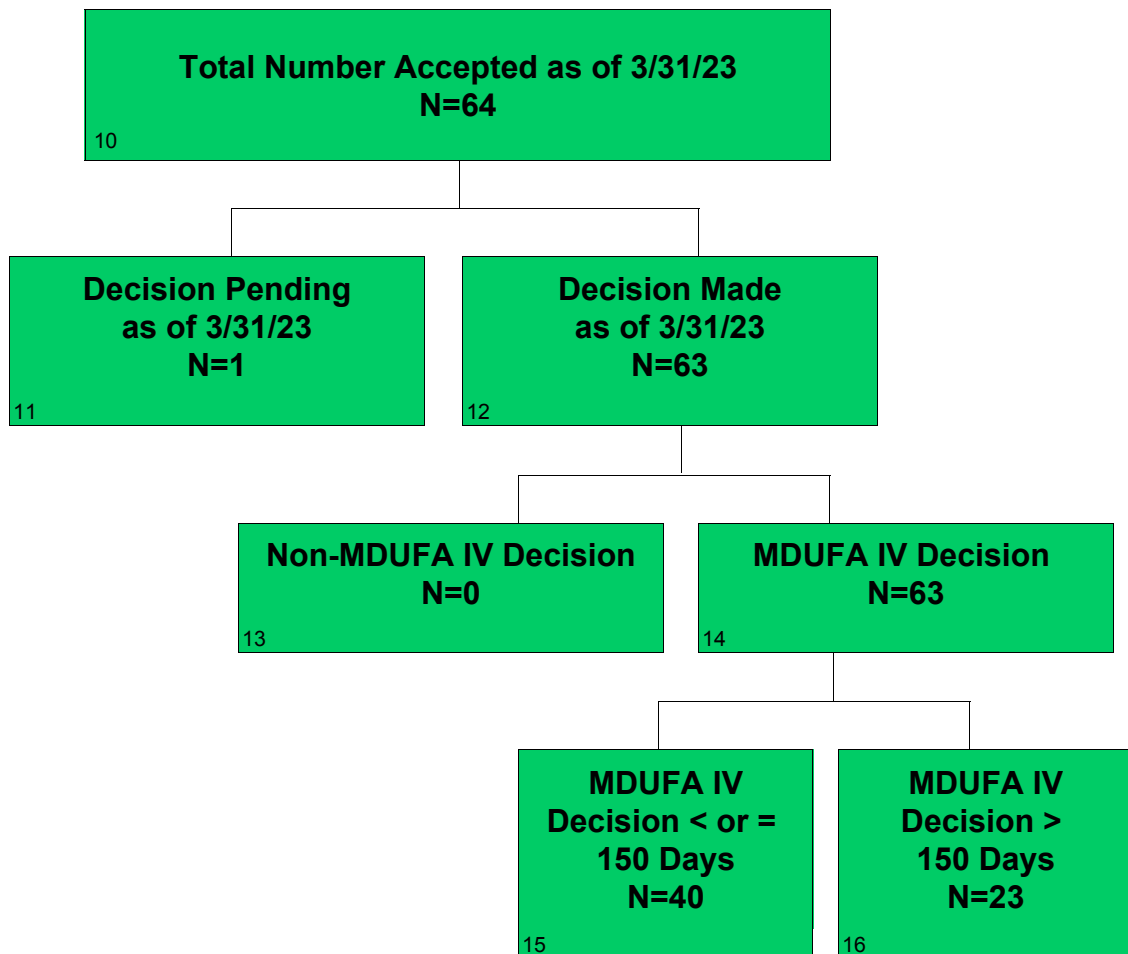 Total Number Accepted as of 3/31/23
N=64
10
Decision Pending
as of 3/31/23
N=1
11
Decision Made
as of 3/31/23
N=63
12
Non-MDUFA IV Decision
N=0
13
MDUFA IV Decision
N=63
14
MDUFA IV
Decision < or =
150 Days
N=40
15
MDUFA IV
Decision >
150 Days
N=23
16